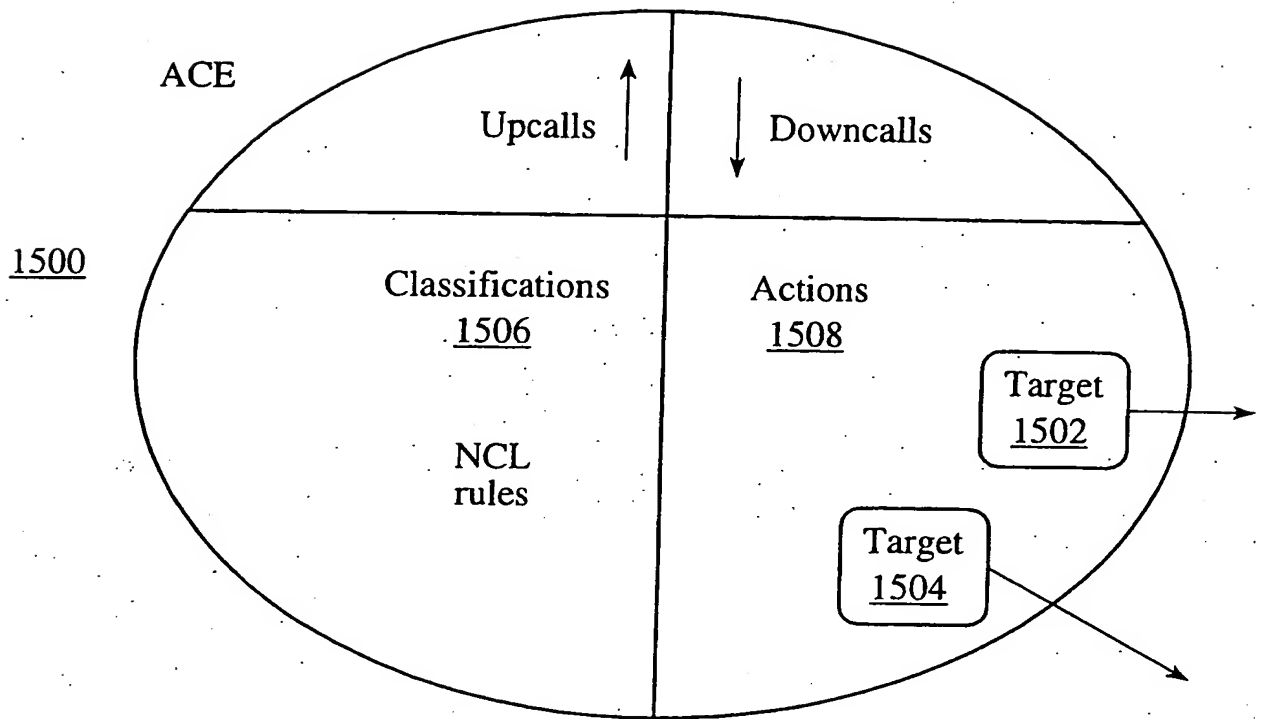 ACE
Upcalls
Downcalls
1500
Classifications
1506
Actions
1508
Target
1502
NCL
rules
Target
1504